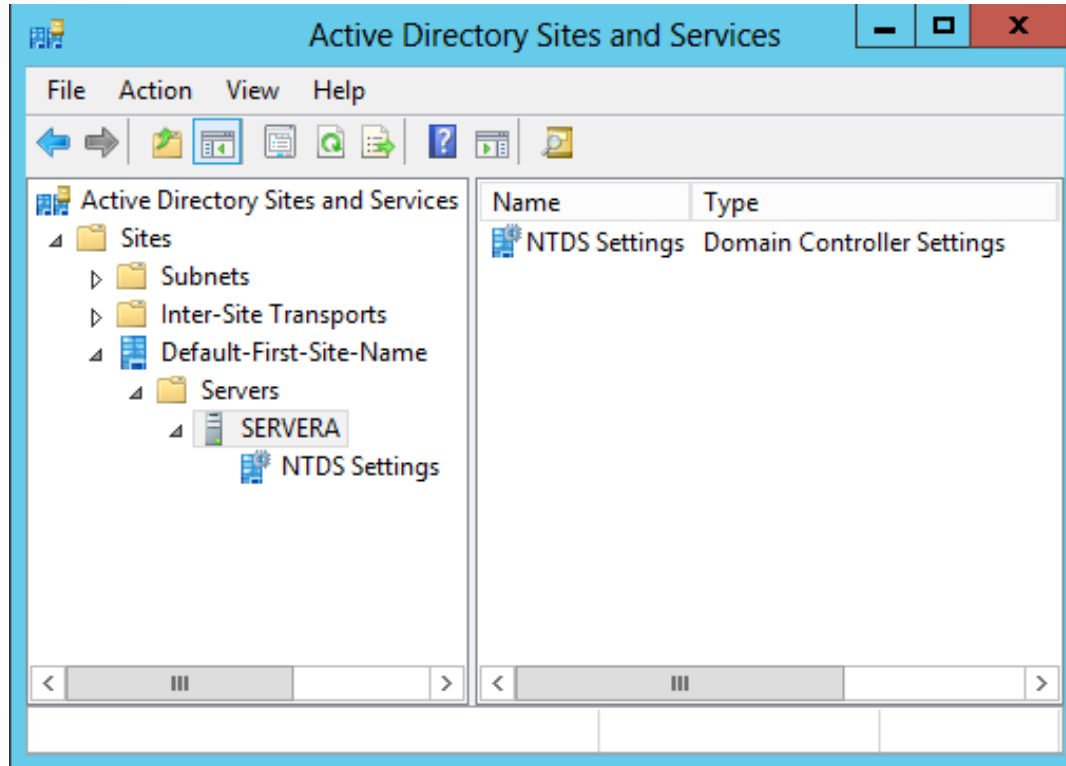 Active Directory Sites and Services
File Action View Help
Active Directory Sites and Services
Sites
Subnets
Inter-Site Transports
Default-First-Site-Name
Servers
SERVERA
NTDS Settings
Name Type
NTDS Settings Domain Controller Settings